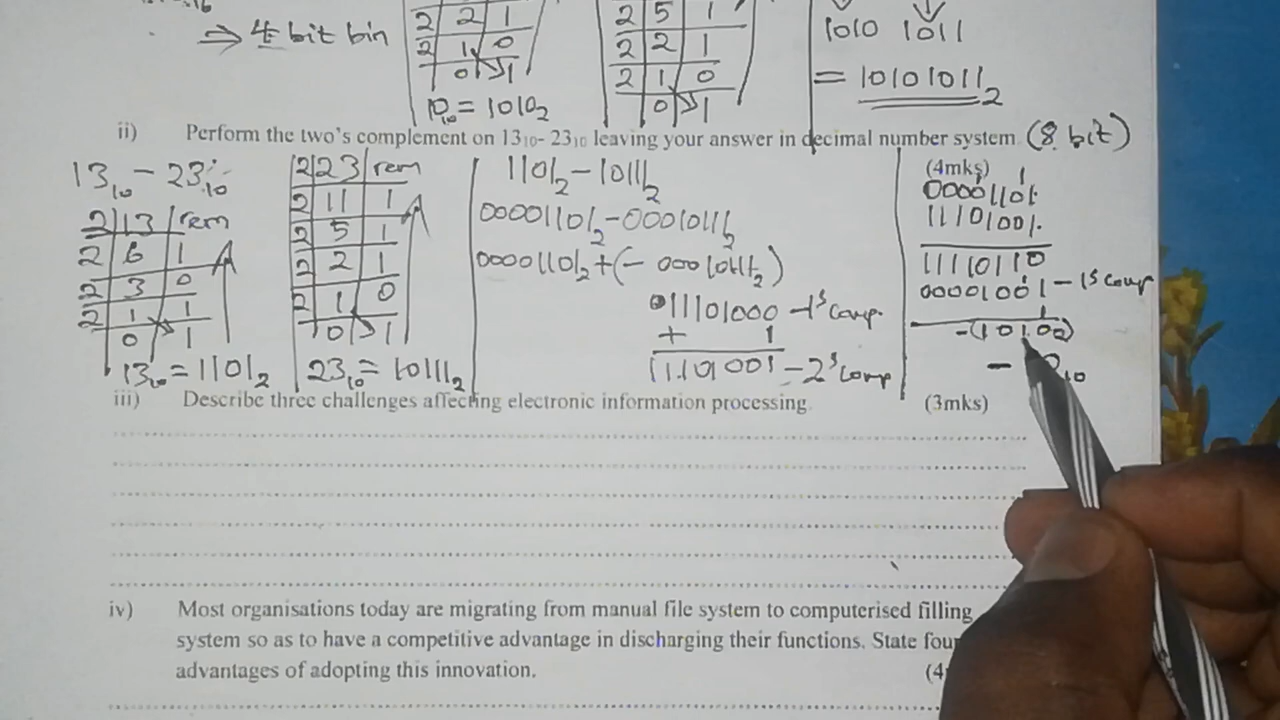 ⇒ 4 bit bin
2 2 1
2 1 0
0 1
10₁₀ = 1010₂
2 5 1
2 2 1
2 1 0
0 1
1010 1011
= 10101011₂
ii) Perform the two's complement on 13₁₀- 23₁₀ leaving your answer in decimal number system (8 bit)
(4mks)
13₁₀ - 23₁₀
2 13 rem
2 6 1
2 3 0
2 1 1
0 1
13₁₀ = 1101₂
2 23 rem
2 11 1
2 5 1
2 2 1
2 1 0
0 1
23₁₀ = 10111₂
1101₂ - 10111₂
00001101₂ - 00010111₂
00001101₂ + (- 00010111₂)
11101000 - 1's comp.
+ 1
11101001 - 2's comp
1
00001101
11101001
11110110
00001001 - 1's comp
1
-(10100)
iii) Describe three challenges affecting electronic information processing. (3mks)
iv) Most organisations today are migrating from manual file system to computerised filling
system so as to have a competitive advantage in discharging their functions. State fou
advantages of adopting this innovation. (4